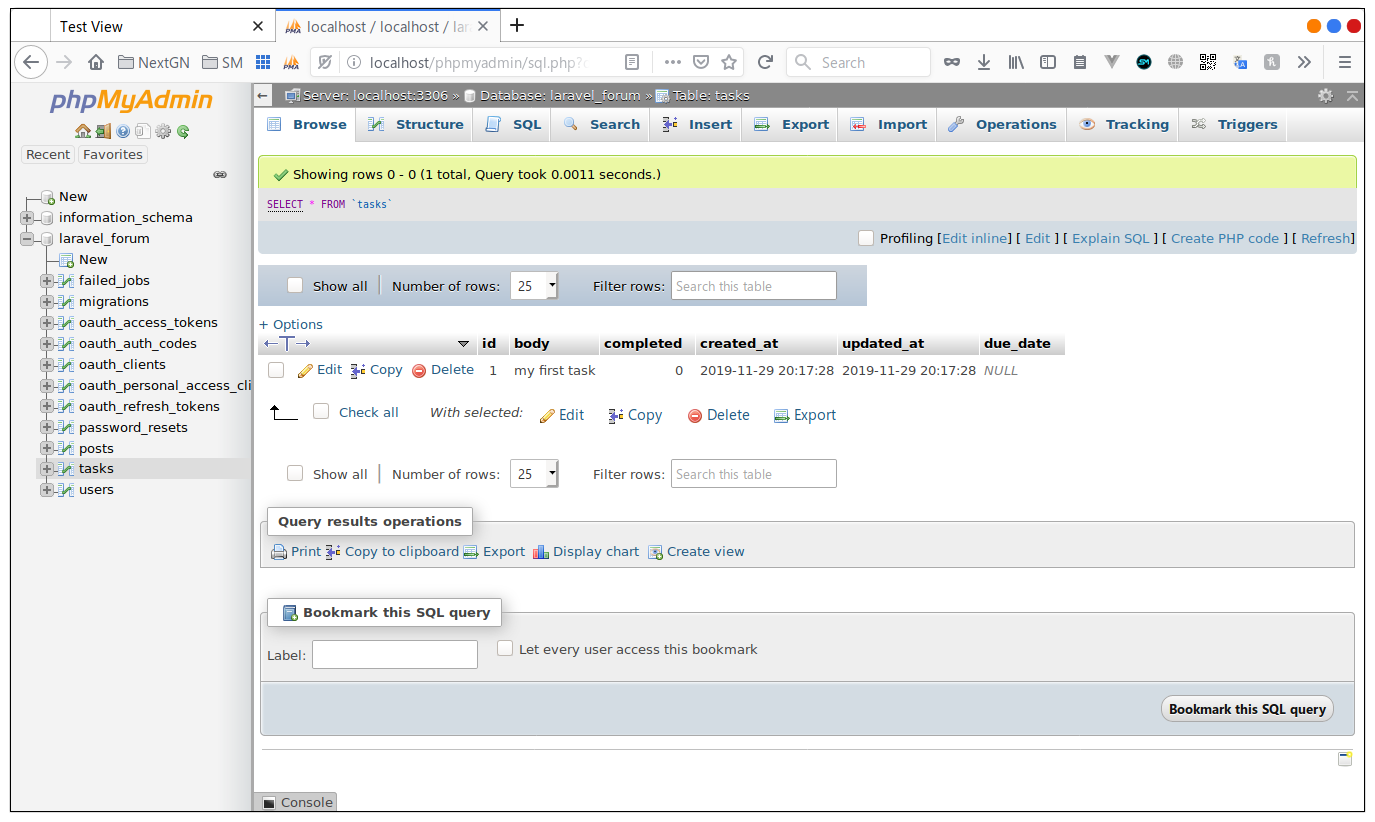 Test View
localhost / localhost / lar
NextGN SM localhost/phpmyadmin/sql.php? Search
phpMyAdmin
Recent Favorites
New
information_schema
laravel_forum
New
failed_jobs
migrations
oauth_access_tokens
oauth_auth_codes
oauth_clients
oauth_personal_access_cli
oauth_refresh_tokens
password_resets
posts
tasks
users
Server: localhost:3306 » Database: laravel_forum » Table: tasks
Browse Structure SQL Search Insert Export Import Operations Tracking Triggers
Showing rows 0 - 0 (1 total, Query took 0.0011 seconds.)
SELECT * FROM `tasks`
Profiling [Edit inline] [ Edit ] [ Explain SQL ] [ Create PHP code ] [ Refresh]
Show all | Number of rows: 25 Filter rows: Search this table
+ Options
←T→ id body completed created_at updated_at due_date
Edit Copy Delete 1 my first task 0 2019-11-29 20:17:28 2019-11-29 20:17:28 NULL
Check all With selected: Edit Copy Delete Export
Show all | Number of rows: 25 Filter rows: Search this table
Query results operations
Print Copy to clipboard Export Display chart Create view
Bookmark this SQL query
Label: Let every user access this bookmark
Bookmark this SQL query
Console